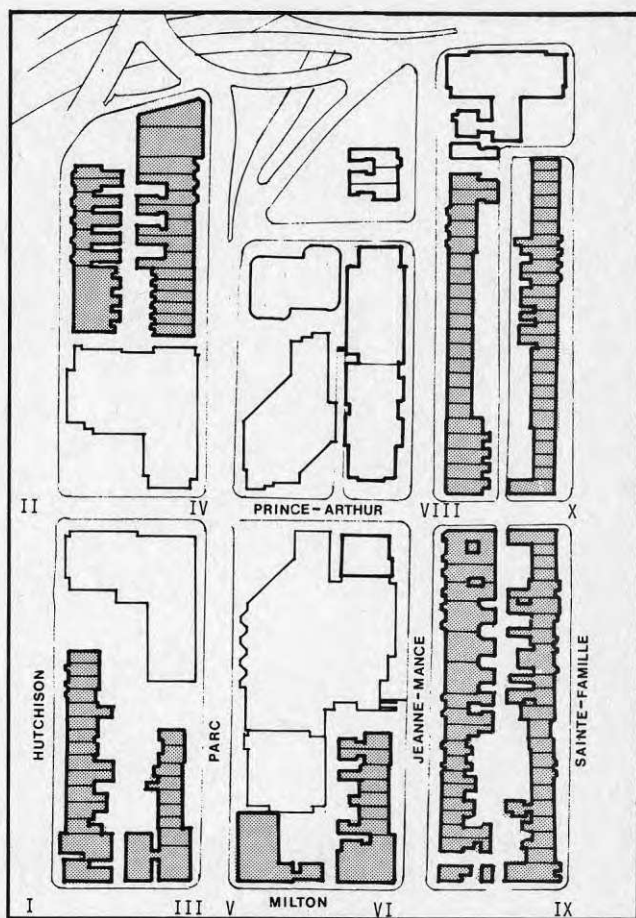 II IV PRINCE-ARTHUR VIII X
HUTCHISON
PARC
JEANNE-MANCE
SAINTE-FAMILLE
I III V MILTON VI IX